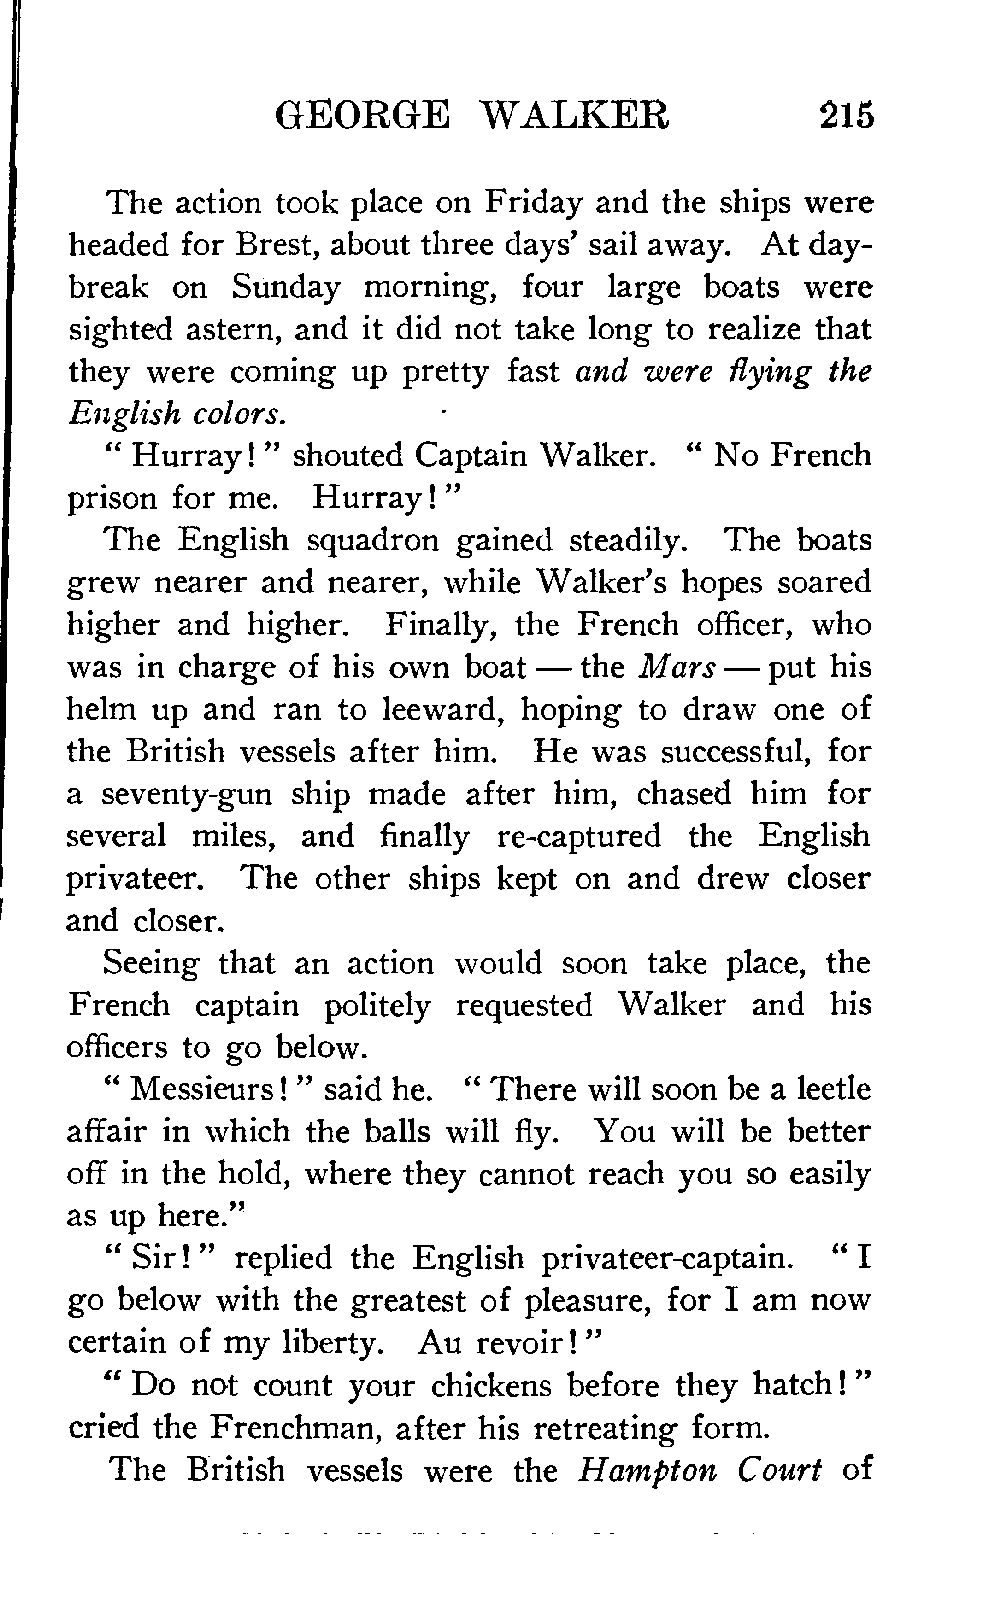 GEORGE WALKER 215
The action took place on Friday and the ships were
headed for Brest, about three days' sail away. At day-
break on Sunday morning, four large boats were
sighted astern, and it did not take long to realize that
they were coming up pretty fast and were flying the
English colors.
" Hurray! " shouted Captain Walker. " No French
prison for me. Hurray! "
The English squadron gained steadily. The boats
grew nearer and nearer, while Walker's hopes soared
higher and higher. Finally, the French officer, who
was in charge of his own boat — the Mars — put his
helm up and ran to leeward, hoping to draw one of
the British vessels after him. He was successful, for
a seventy-gun ship made after him, chased him for
several miles, and finally re-captured the English
privateer. The other ships kept on and drew closer
and closer.
Seeing that an action would soon take place, the
French captain politely requested Walker and his
officers to go below.
" Messieurs! " said he. " There will soon be a leetle
affair in which the balls will fly. You will be better
off in the hold, where they cannot reach you so easily
as up here."
" Sir! " replied the English privateer-captain. " I
go below with the greatest of pleasure, for I am now
certain of my liberty. Au revoir! "
" Do not count your chickens before they hatch! "
cried the Frenchman, after his retreating form.
The British vessels were the Hampton Court of